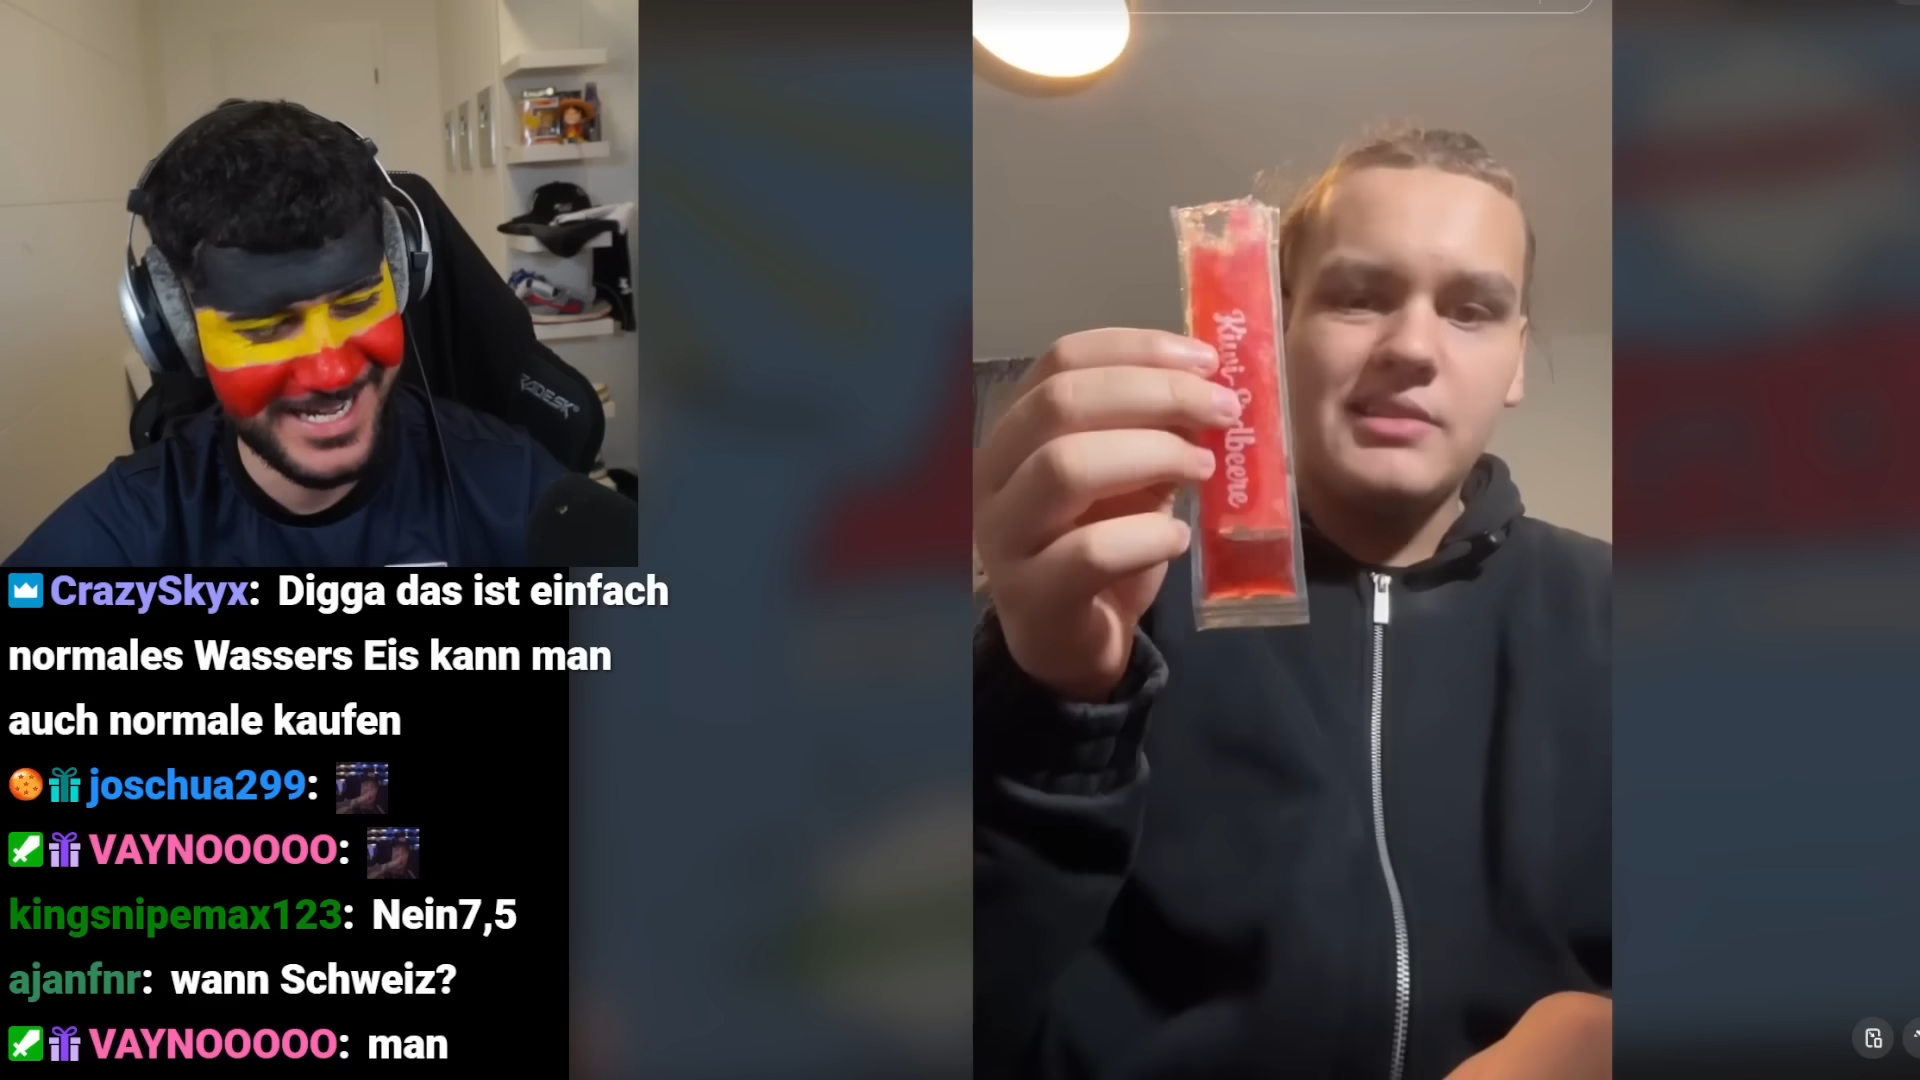 ADESK
CrazySkyx: Digga das ist einfach
normales Wassers Eis kann man
auch normale kaufen
joschua299:
VAYNOOOOO:
kingsnipemax123: Nein7,5
ajanfnr: wann Schweiz?
VAYNOOOOO: man